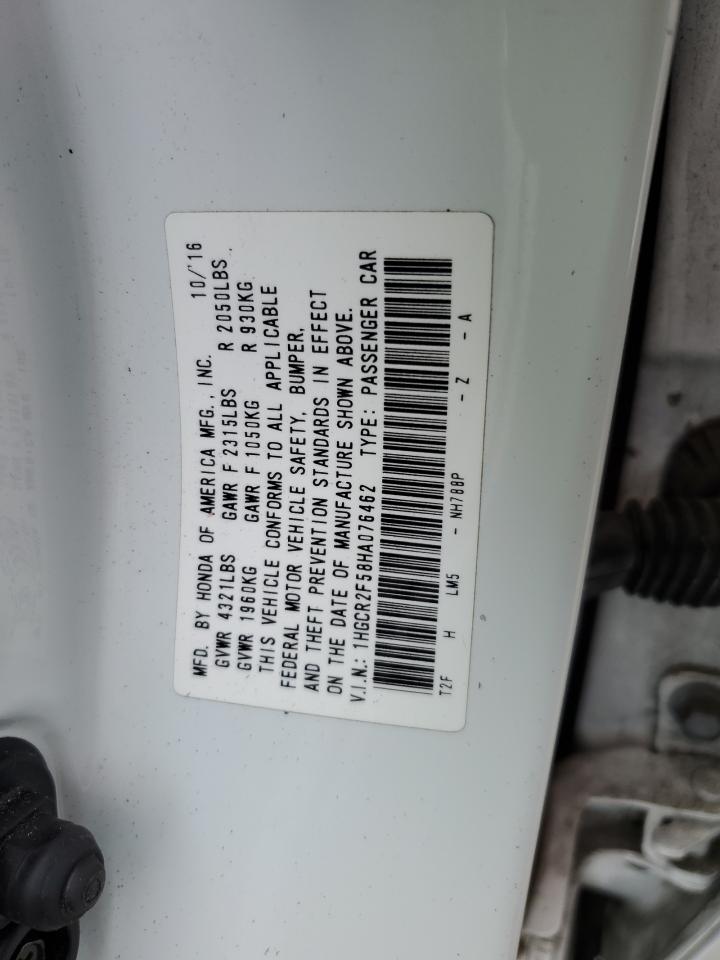 MFD. BY HONDA OF AMERICA MFG., INC. 10/'16
GVWR 4321LBS GAWR F 2315LBS R 2050LBS
GVWR 1960KG GAWR F 1050KG R 930KG
THIS VEHICLE CONFORMS TO ALL APPLICABLE
FEDERAL MOTOR VEHICLE SAFETY, BUMPER,
AND THEFT PREVENTION STANDARDS IN EFFECT
ON THE DATE OF MANUFACTURE SHOWN ABOVE.
V.I.N.: 1HGCR2F58HA076462 TYPE: PASSENGER CAR
T2F H LM5 - NH788P - Z - A